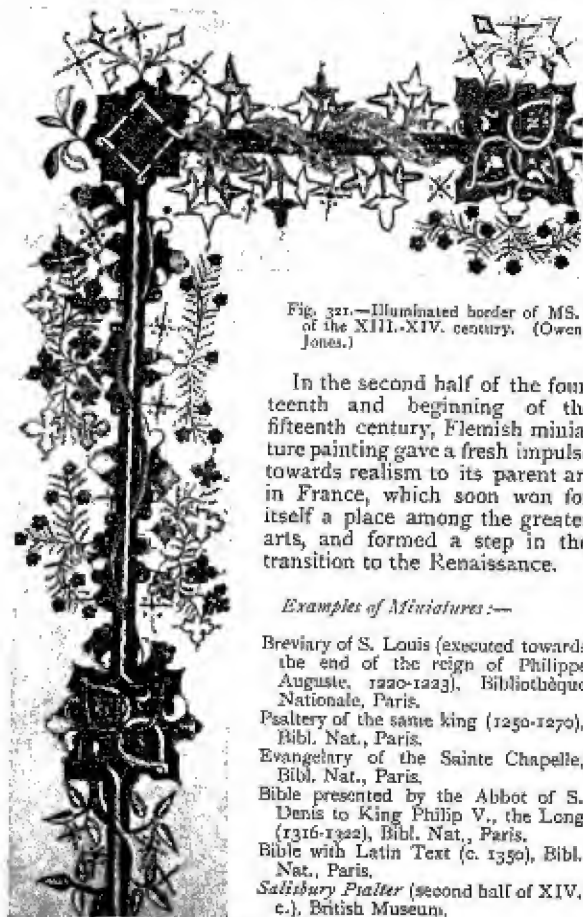 Fig. 321.—Illuminated border of MS.
of the XIII.-XIV. century. (Owen
Jones.)
In the second half of the four
teenth and beginning of th
fifteenth century, Flemish minia
ture painting gave a fresh impuls
towards realism to its parent ar
in France, which soon won fo
itself a place among the greate
arts, and formed a step in the
transition to the Renaissance.
Examples of Miniatures:—
Breviary of S. Louis (executed towards
the end of the reign of Philippe
Auguste, 1220-1223), Bibliothèque
Nationale, Paris.
Psaltery of the same king (1250-1270),
Bibl. Nat., Paris.
Evangelary of the Sainte Chapelle,
Bibl. Nat., Paris.
Bible presented by the Abbot of S.
Denis to King Philip V., the Long
(1316-1322), Bibl. Nat., Paris.
Bible with Latin Text (c. 1350), Bibl.
Nat., Paris.
Salisbury Psalter (second half of XIV.
c.), British Museum.